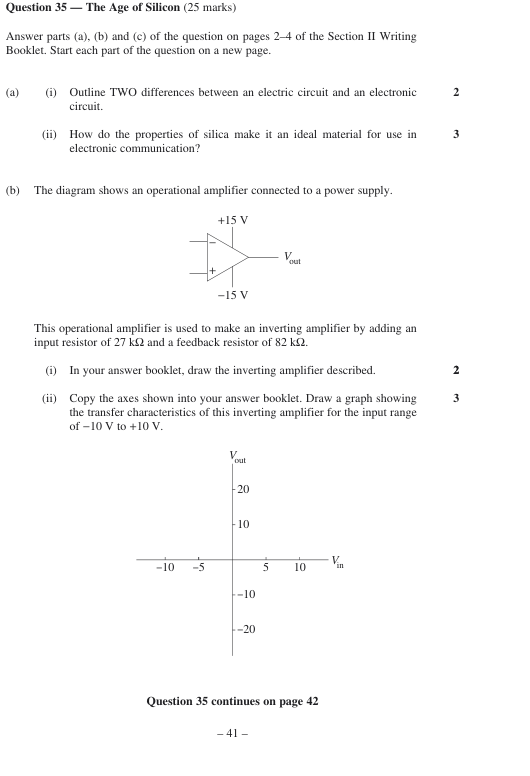 Question 35 — The Age of Silicon (25 marks)
Answer parts (a), (b) and (c) of the question on pages 2–4 of the Section II Writing
Booklet. Start each part of the question on a new page.
(a) (i) Outline TWO differences between an electric circuit and an electronic 2
circuit.
(ii) How do the properties of silica make it an ideal material for use in 3
electronic communication?
(b) The diagram shows an operational amplifier connected to a power supply.
+15 V
–
Vout
+
–15 V
This operational amplifier is used to make an inverting amplifier by adding an
input resistor of 27 kΩ and a feedback resistor of 82 kΩ.
(i) In your answer booklet, draw the inverting amplifier described. 2
(ii) Copy the axes shown into your answer booklet. Draw a graph showing 3
the transfer characteristics of this inverting amplifier for the input range
of −10 V to +10 V.
Vout
20
10
−10 −5 5 10 Vin
−10
−20
Question 35 continues on page 42
– 41 –